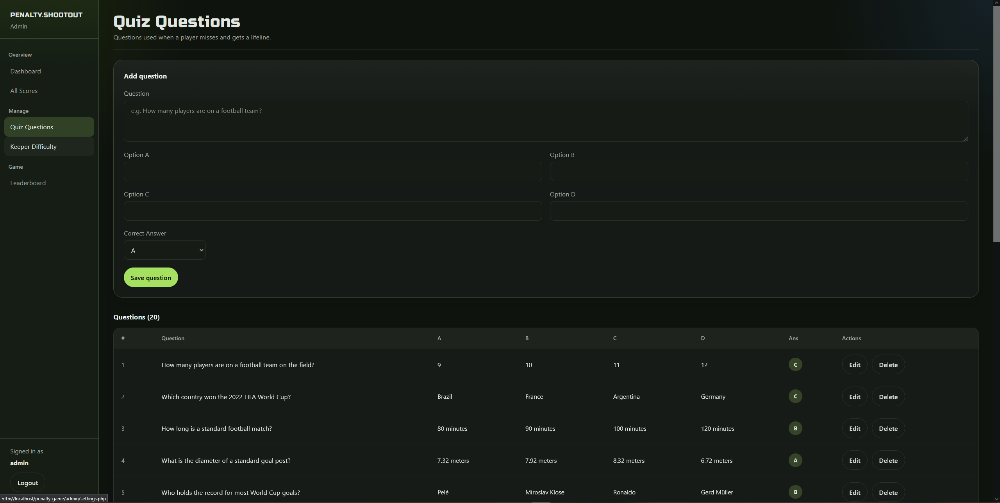 PENALTY.SHOOTOUT
Admin
Overview
Dashboard
All Scores
Manage
Quiz Questions
Keeper Difficulty
Game
Leaderboard
Signed in as
admin
Logout
http://localhost/penalty-game/admin/settings.php
Quiz Questions
Questions used when a player misses and gets a lifeline.
Add question
Question
e.g. How many players are on a football team?
Option A
Option B
Option C
Option D
Correct Answer
A
Save question
Questions (20)
# Question A B C D Ans Actions
1 How many players are on a football team on the field? 9 10 11 12 C Edit Delete
2 Which country won the 2022 FIFA World Cup? Brazil France Argentina Germany C Edit Delete
3 How long is a standard football match? 80 minutes 90 minutes 100 minutes 120 minutes B Edit Delete
4 What is the diameter of a standard goal post? 7.32 meters 7.92 meters 8.32 meters 6.72 meters A Edit Delete
5 Who holds the record for most World Cup goals? Pelé Miroslav Klose Ronaldo Gerd Müller B Edit Delete